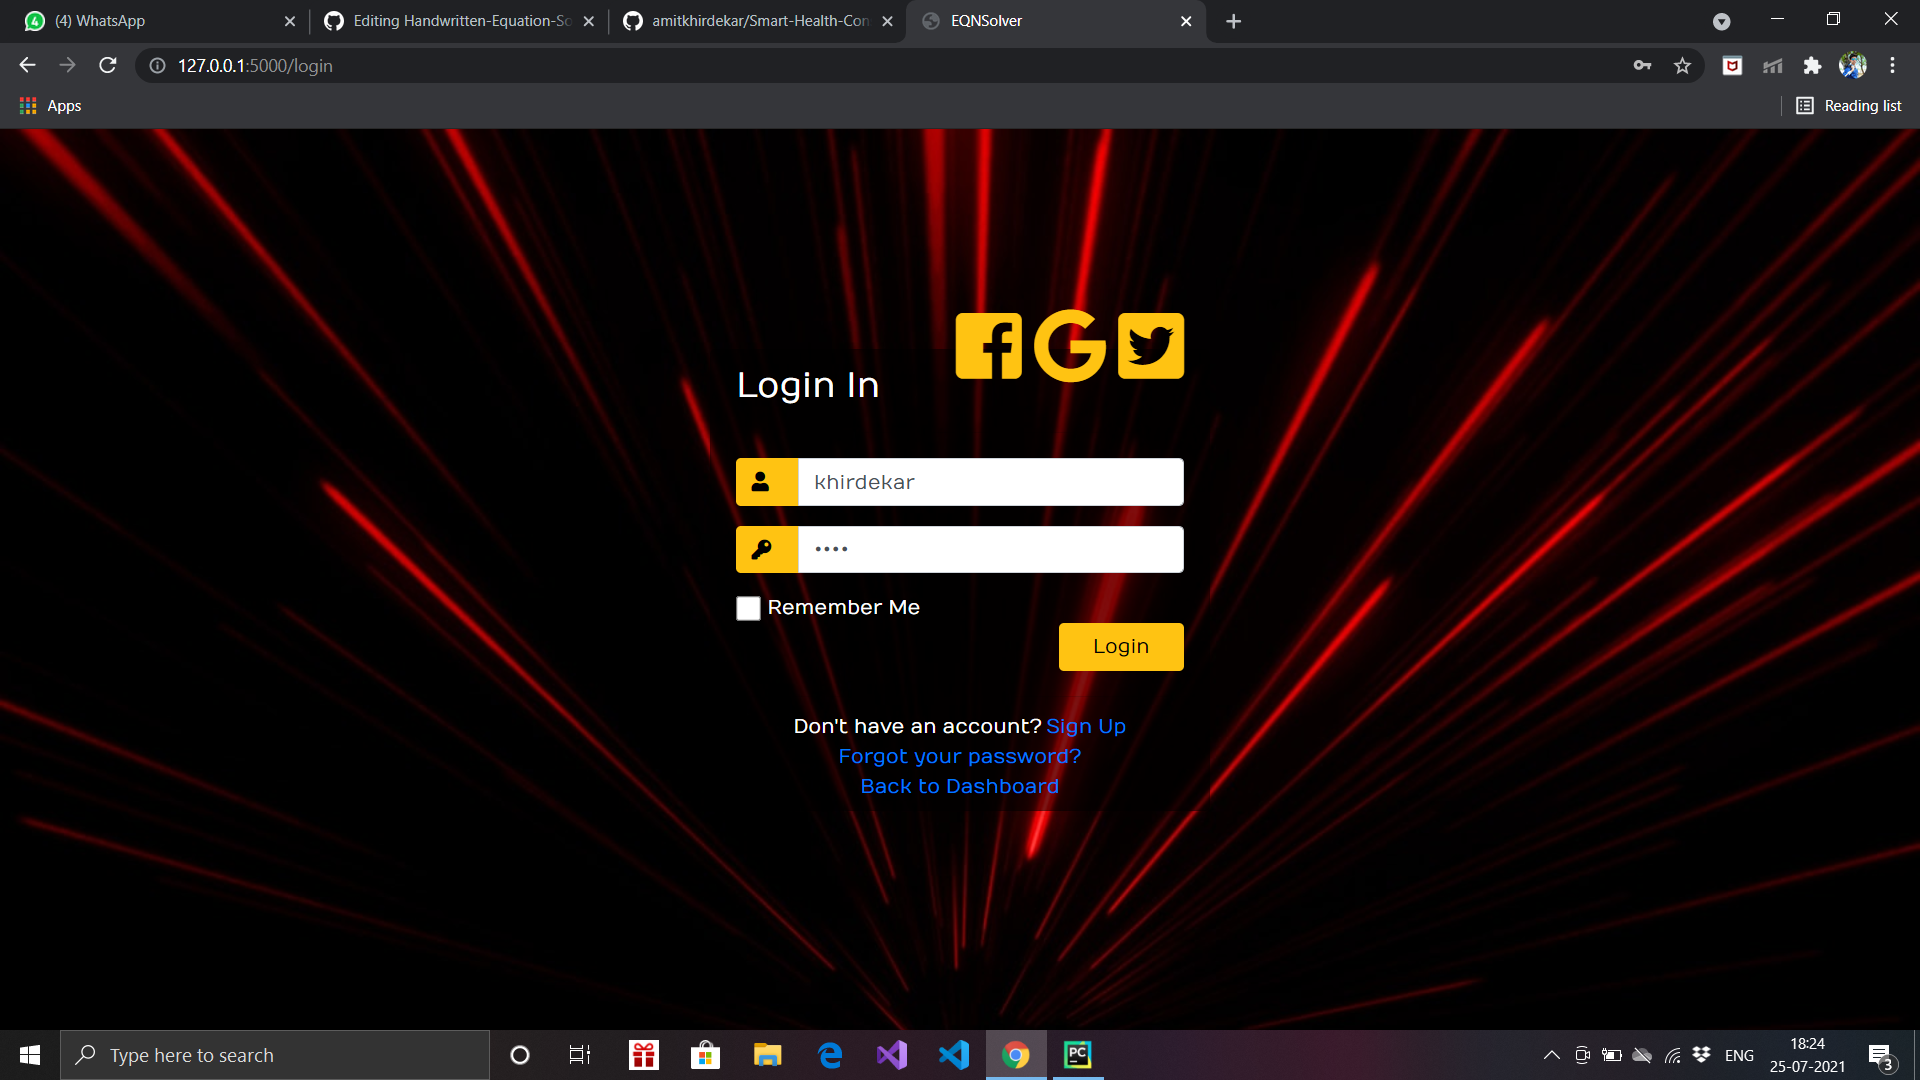 (4) WhatsApp
Editing Handwritten-Equation-So
amitkhirdekar/Smart-Health-Con
EQNSolver
127.0.0.1:5000/login
Apps
Reading list
Login In
khirdekar
••••
Remember Me
Login
Don't have an account? Sign Up
Forgot your password?
Back to Dashboard
Type here to search
PC
ENG
18:24
25-07-2021
3